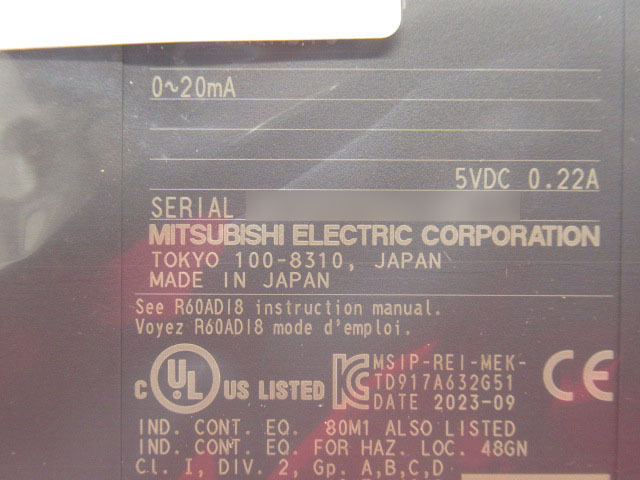 0~20mA
5VDC 0.22A
SERIAL
MITSUBISHI ELECTRIC CORPORATION
TOKYO 100-8310, JAPAN
MADE IN JAPAN
See R60ADI8 instruction manual.
Voyez R60ADI8 mode d'emploi.
C UL US LISTED
MSIP-REI-MEK-
TD917A632G51
DATE 2023-09
CE
IND. CONT. EQ. 80M1 ALSO LISTED
IND. CONT. EQ. FOR HAZ. LOC. 48GN
Cl. I, DIV. 2, Gp. A,B,C,D